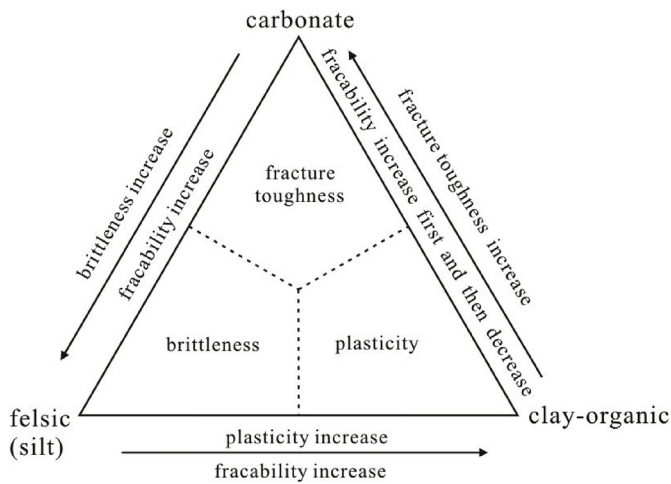 carbonate
brittleness increase
fracability increase
fracability increase first and then decrease
fracture toughness increase
fracture
toughness
brittleness
plasticity
felsic
(silt)
clay-organic
plasticity increase
fracability increase